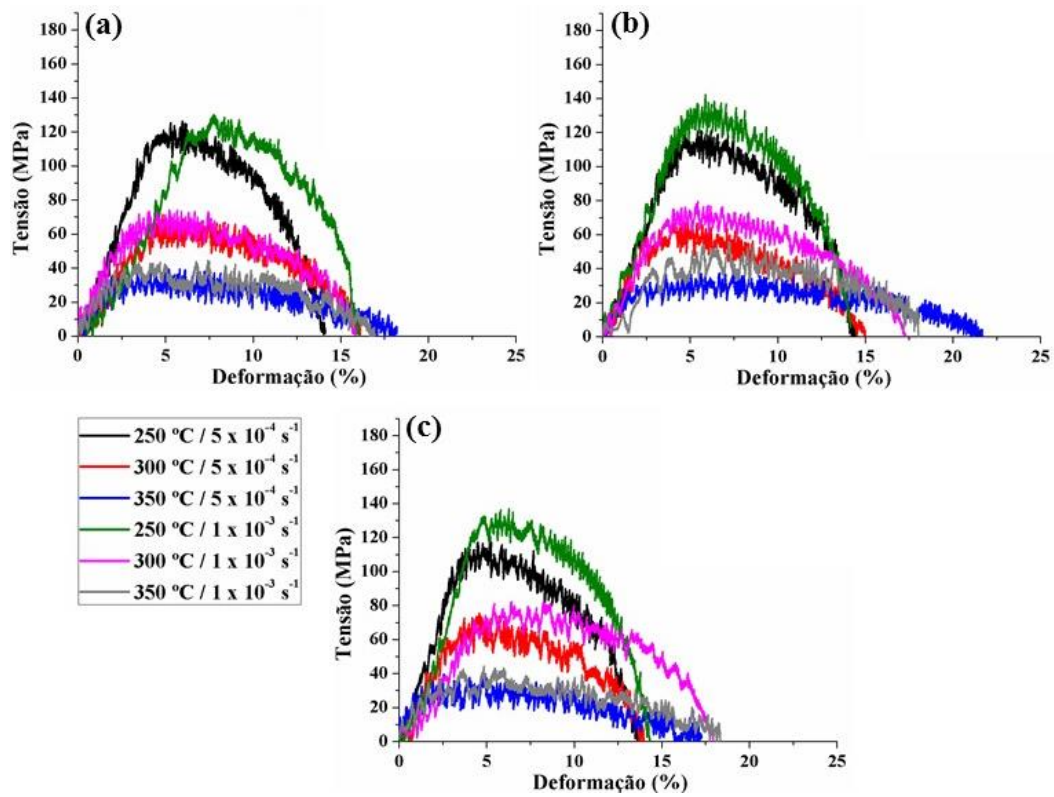 (a)
180
160
140
120
100
80
60
40
20
0
Tensão (MPa)
0 5 10 15 20 25
Deformação (%)
(b)
180
160
140
120
100
80
60
40
20
0
Tensão (MPa)
0 5 10 15 20 25
Deformação (%)
250 ºC / 5 x 10⁻⁴ s⁻¹
300 ºC / 5 x 10⁻⁴ s⁻¹
350 ºC / 5 x 10⁻⁴ s⁻¹
250 ºC / 1 x 10⁻³ s⁻¹
300 ºC / 1 x 10⁻³ s⁻¹
350 ºC / 1 x 10⁻³ s⁻¹
(c)
180
160
140
120
100
80
60
40
20
0
Tensão (MPa)
0 5 10 15 20 25
Deformação (%)